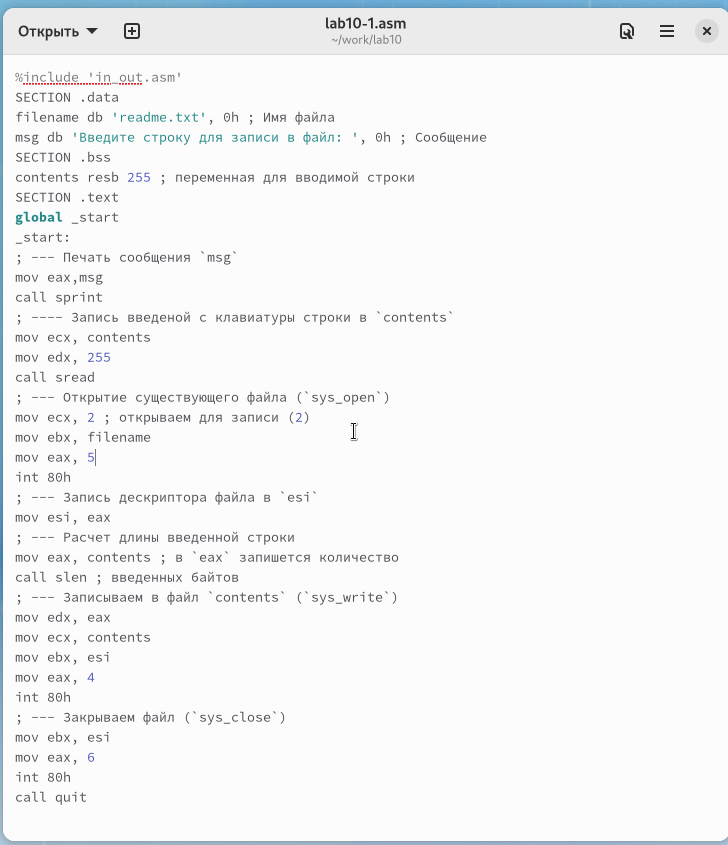 Открыть
lab10-1.asm
~/work/lab10
%include 'in_out.asm'
SECTION .data
filename db 'readme.txt', 0h ; Имя файла
msg db 'Введите строку для записи в файл: ', 0h ; Сообщение
SECTION .bss
contents resb 255 ; переменная для вводимой строки
SECTION .text
global _start
_start:
; --- Печать сообщения `msg`
mov eax,msg
call sprint
; ---- Запись введеной с клавиатуры строки в `contents`
mov ecx, contents
mov edx, 255
call sread
; --- Открытие существующего файла (`sys_open`)
mov ecx, 2 ; открываем для записи (2)
mov ebx, filename
mov eax, 5
int 80h
; --- Запись дескриптора файла в `esi`
mov esi, eax
; --- Расчет длины введенной строки
mov eax, contents ; в `eax` запишется количество
call slen ; введенных байтов
; --- Записываем в файл `contents` (`sys_write`)
mov edx, eax
mov ecx, contents
mov ebx, esi
mov eax, 4
int 80h
; --- Закрываем файл (`sys_close`)
mov ebx, esi
mov eax, 6
int 80h
call quit